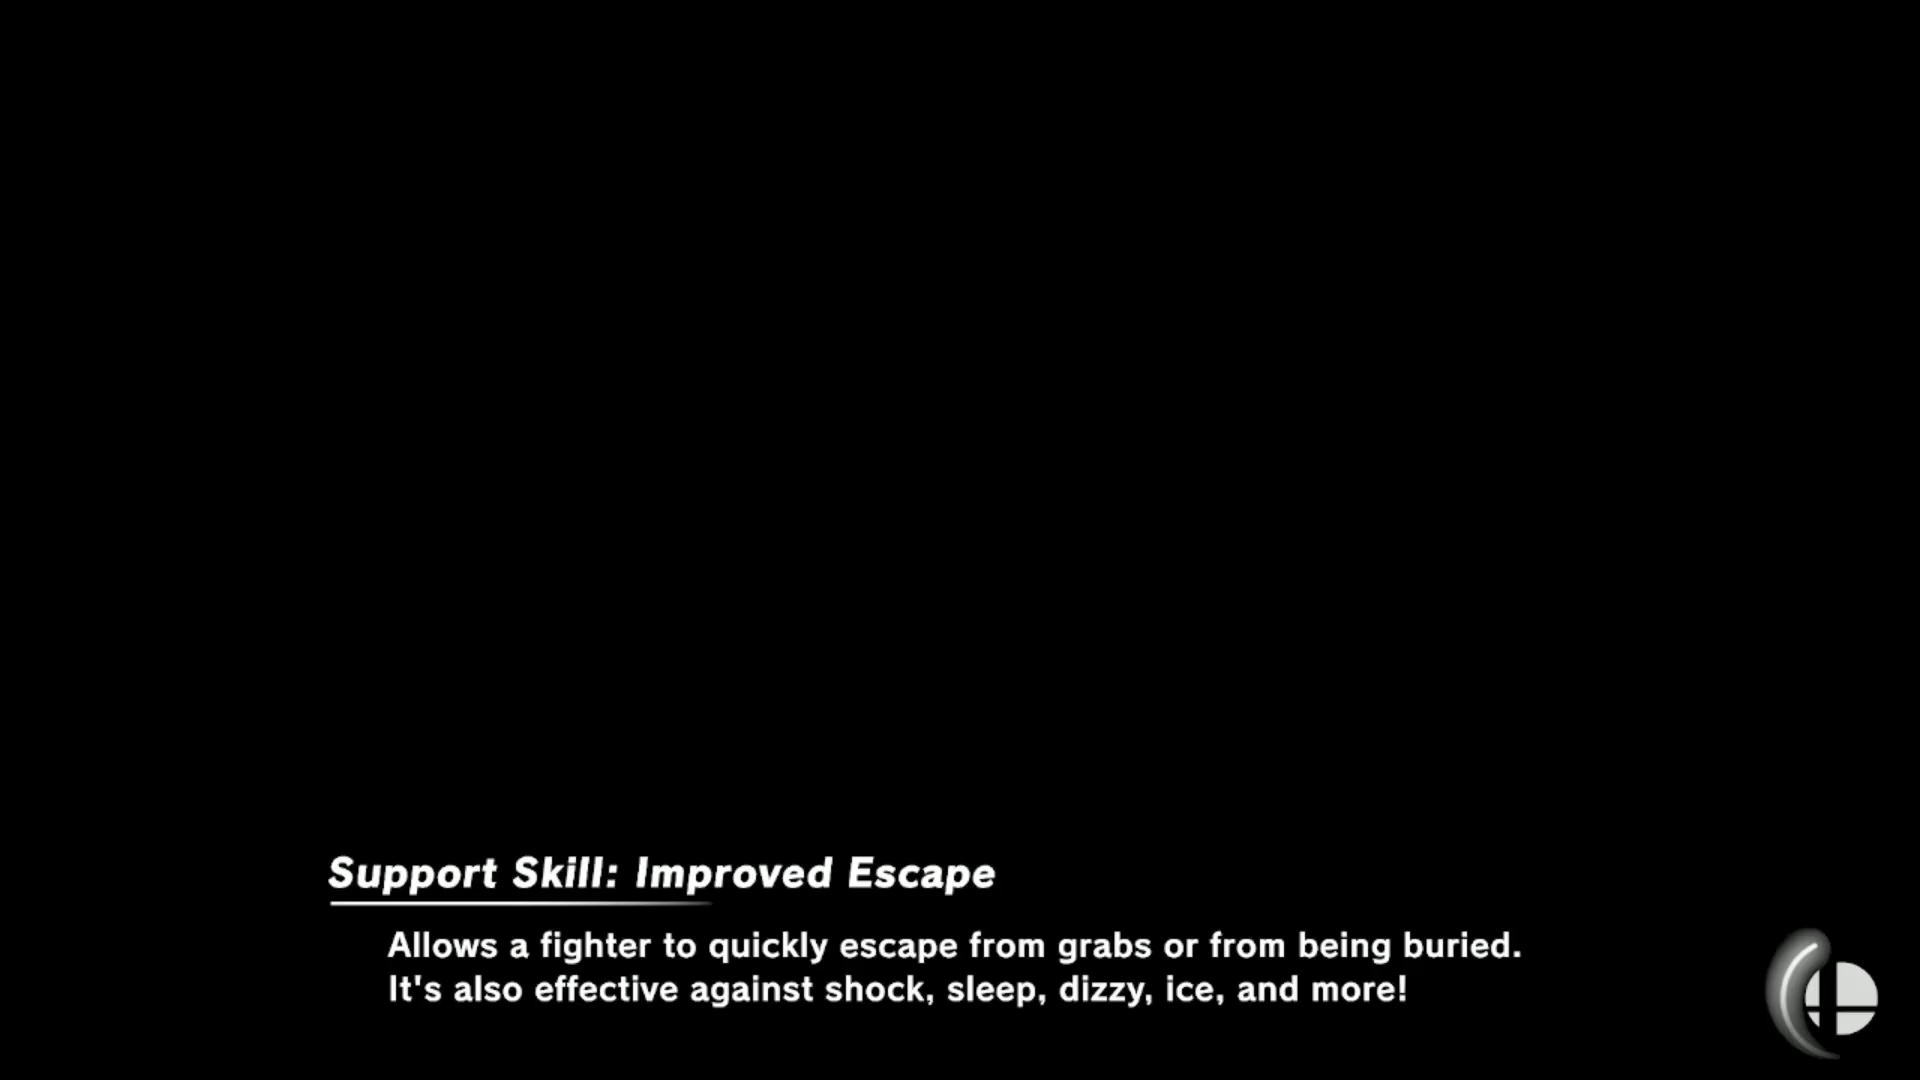 Support Skill: Improved Escape
Allows a fighter to quickly escape from grabs or from being buried.
It's also effective against shock, sleep, dizzy, ice, and more!